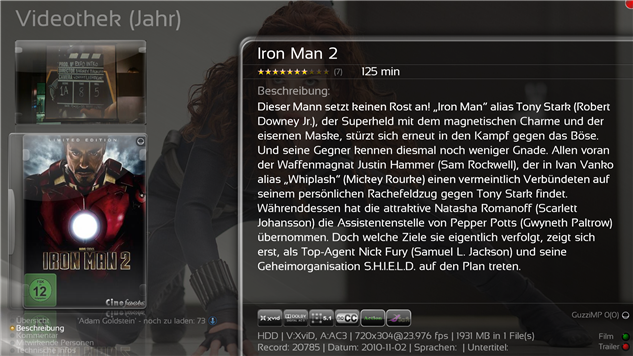 Videothek (Jahr)
Iron Man 2
(7)
125 min
Beschreibung:
Dieser Mann setzt keinen Rost an! „Iron Man“ alias Tony Stark (Robert
Downey Jr.), der Superheld mit dem magnetischen Charme und der
eisernen Maske, stürzt sich erneut in den Kampf gegen das Böse.
Und seine Gegner kennen diesmal noch weniger Gnade. Allen voran
der Waffenmagnat Justin Hammer (Sam Rockwell), der in Ivan Vanko
alias „Whiplash“ (Mickey Rourke) einen vermeintlich Verbündeten auf
seinem persönlichen Rachefeldzug gegen Tony Stark findet.
Währenddessen hat die attraktive Natasha Romanoff (Scarlett
Johansson) die Assistentenstelle von Pepper Potts (Gwyneth Paltrow)
übernommen. Doch welche Ziele sie eigentlich verfolgt, zeigt sich
erst, als Top-Agent Nick Fury (Samuel L. Jackson) und seine
Geheimorganisation S.H.I.E.L.D. auf den Plan treten.
LIMITED EDITION
IRON MAN 2
12
Cine
Übersicht
'Adam Goldstein' - noch zu laden: 73
Beschreibung
Kommentar
Mitwirkende Personen
Technische Infos
xvid
DOLBY
5.1
no CC
GuzziMP 0(0)
HDD | V:XviD, A:AC3 | 720x304@23.976 fps | 1931 MB in 1 File(s)
Record: 20785 | Datum: 2010-11-02 | Sprachen: | Untertitel:
Film
Trailer